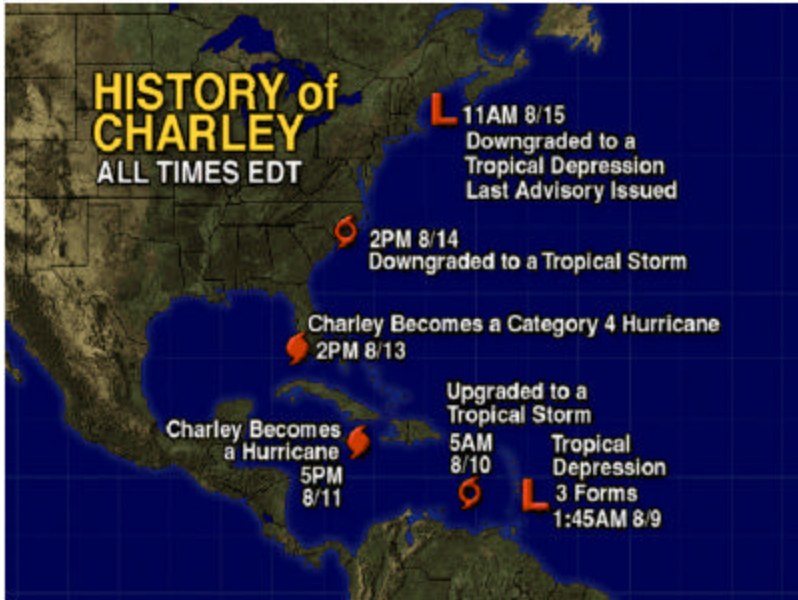 HISTORY of
CHARLEY
ALL TIMES EDT
L 11AM 8/15
Downgraded to a
Tropical Depression
Last Advisory Issued
2PM 8/14
Downgraded to a Tropical Storm
Charley Becomes a Category 4 Hurricane
2PM 8/13
Upgraded to a
Tropical Storm
5AM
8/10
Charley Becomes
a Hurricane
5PM
8/11
Tropical
Depression
L 3 Forms
1:45AM 8/9